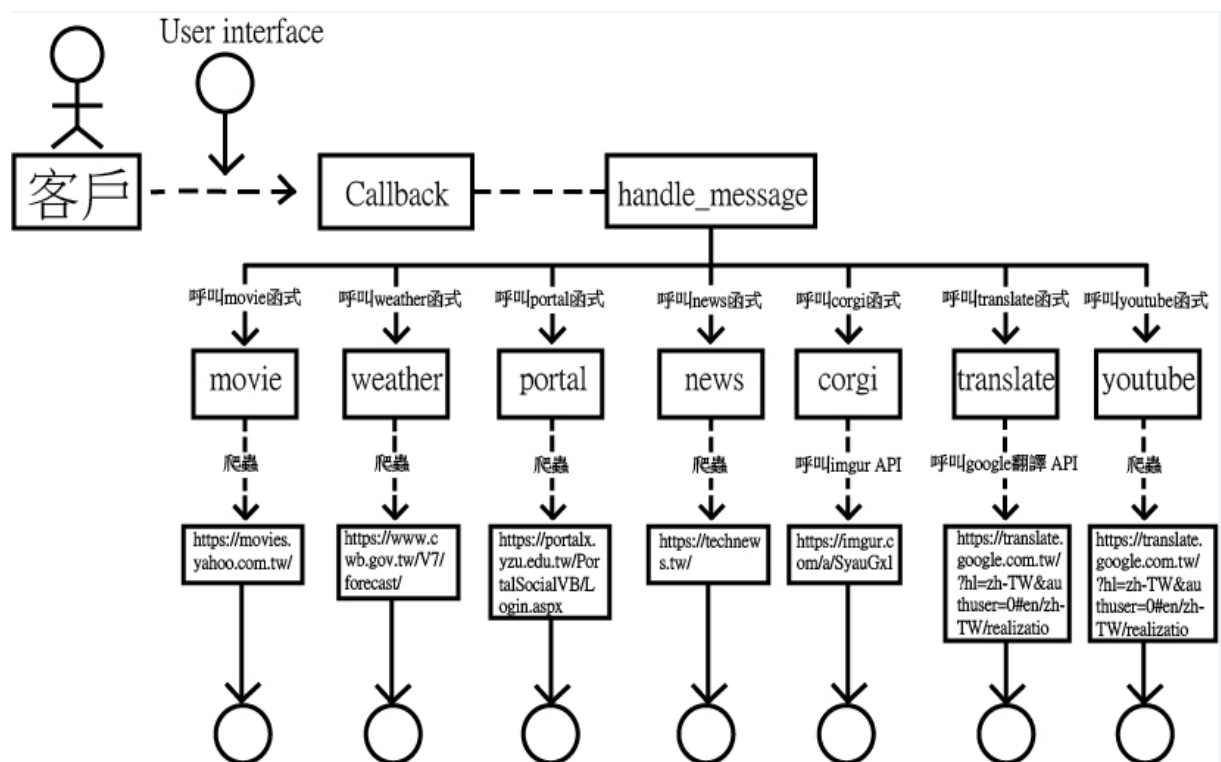 User interface
客戶
Callback
handle_message
呼叫movie函式
呼叫weather函式
呼叫portal函式
呼叫news函式
呼叫corgi函式
呼叫translate函式
呼叫youtube函式
movie
weather
portal
news
corgi
translate
youtube
爬蟲
爬蟲
爬蟲
爬蟲
呼叫imgur API
呼叫google翻譯 API
爬蟲
https://movies.
yahoo.com.tw/
https://www.c
wb.gov.tw/V7/
forecast/
https://portalx
.yzu.edu.tw/Por
talSocialVB/L
ogin.aspx
https://technew
s.tw/
https://imgur.c
om/a/SyauGxl
https://translate.
google.com.tw/
?hl=zh-TW&au
thuser=0#en/zh-
TW/realizatio
https://translate.
google.com.tw/
?hl=zh-TW&au
thuser=0#en/zh-
TW/realizatio